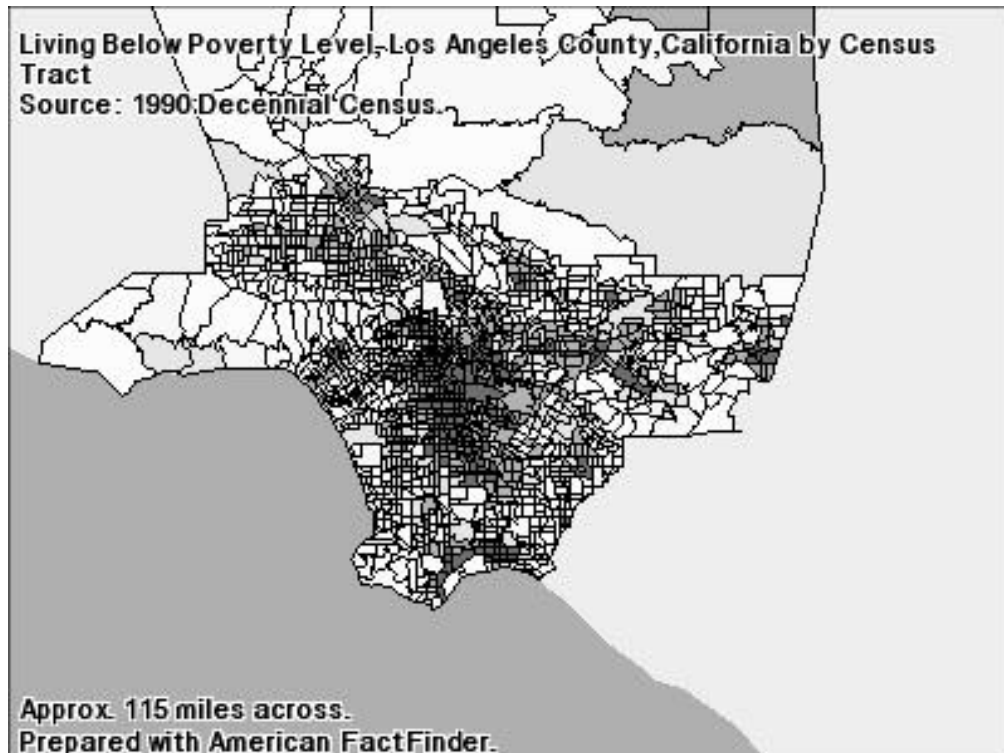 Living Below Poverty Level, Los Angeles County,California by Census
Tract
Source: 1990 Decennial Census.
Approx. 115 miles across.
Prepared with American FactFinder.